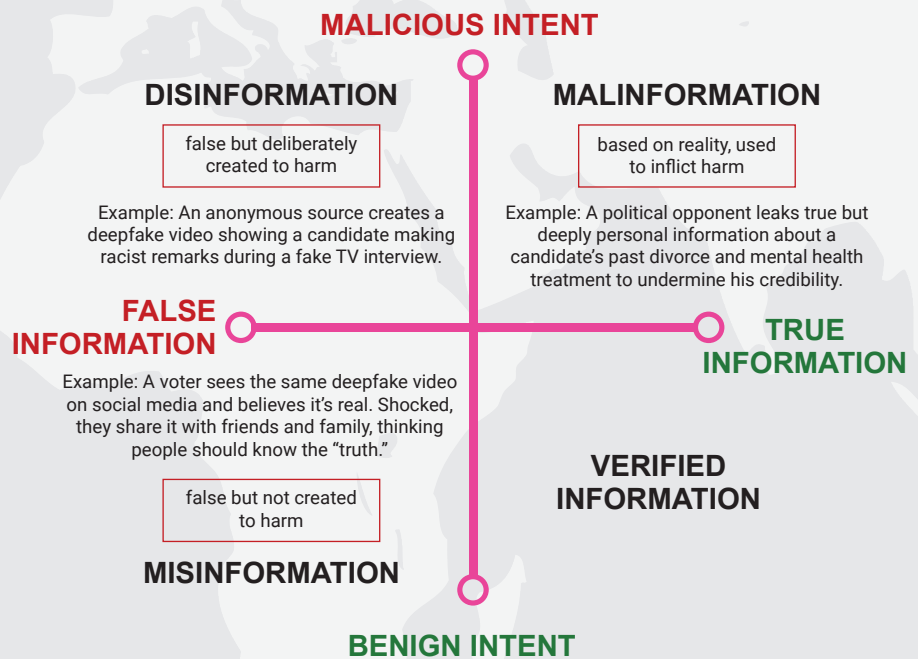 MALICIOUS INTENT
DISINFORMATION
false but deliberately
created to harm
Example: An anonymous source creates a
deepfake video showing a candidate making
racist remarks during a fake TV interview.
MALINFORMATION
based on reality, used
to inflict harm
Example: A political opponent leaks true but
deeply personal information about a
candidate's past divorce and mental health
treatment to undermine his credibility.
FALSE
INFORMATION
TRUE
INFORMATION
Example: A voter sees the same deepfake video
on social media and believes it's real. Shocked,
they share it with friends and family, thinking
people should know the “truth.”
false but not created
to harm
MISINFORMATION
VERIFIED
INFORMATION
BENIGN INTENT